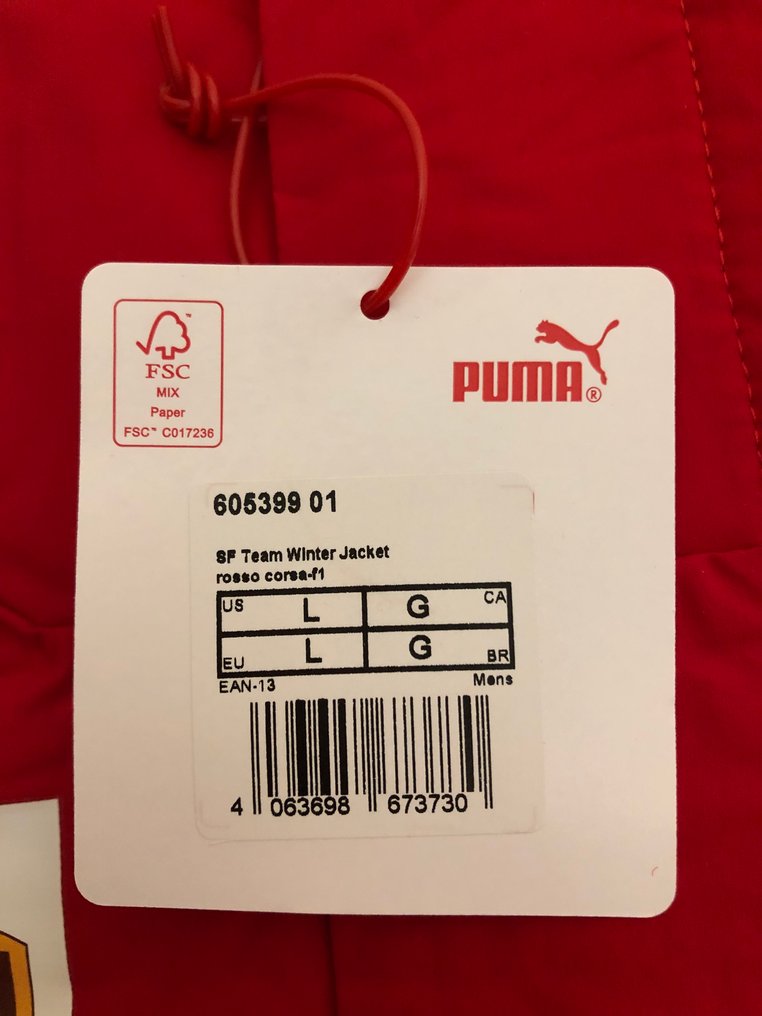 FSC
MIX
Paper
FSC™ C017236
PUMA®
605399 01
SF Team Winter Jacket
rosso corsa-f1
US L G CA
EU L G BR
EAN-13 Mens
4 063698 673730